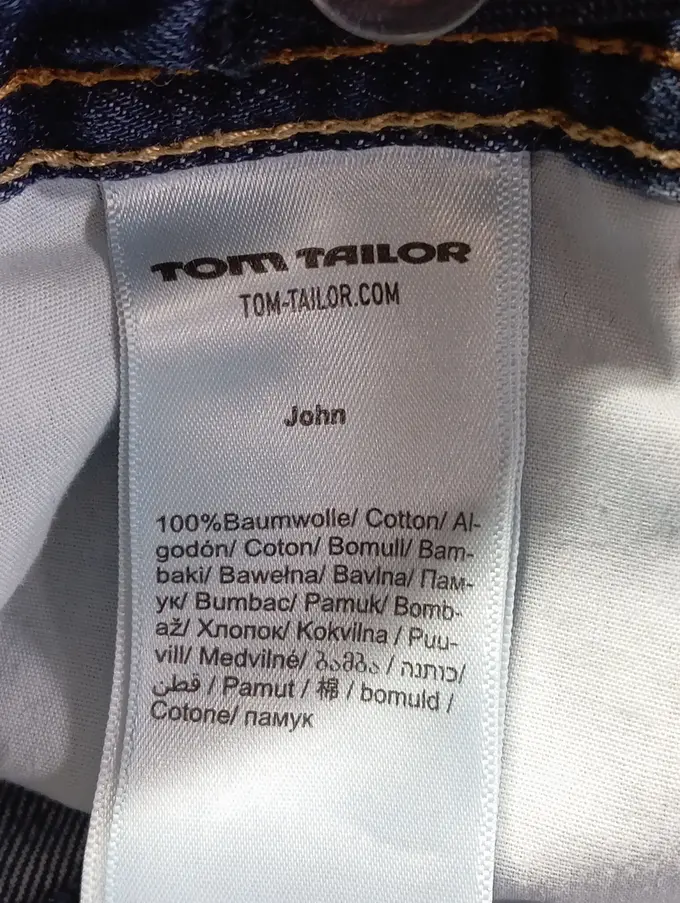 TOM TAILOR
TOM-TAILOR.COM
John
100%Baumwolle/ Cotton/ Al-
godón/ Coton/ Bomull/ Bam-
baki/ Bawełna/ Bavlna/ Пам-
ук/ Bumbac/ Pamuk/ Bomb-
až/ Хлопок/ Kokvilna / Puu-
vill/ Medvilné/ ბამბა / כותנה/
قطن / Pamut / 棉 / bomuld /
Cotone/ памук